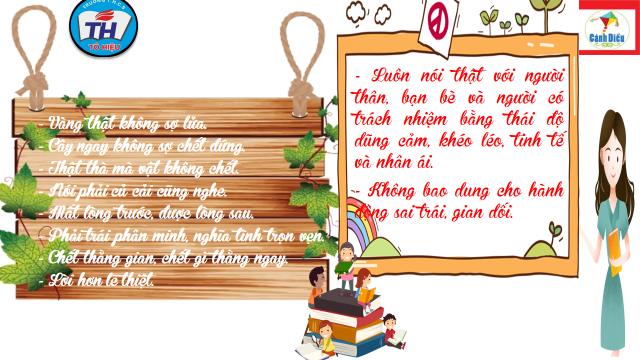 TRƯỜNG T.H.C.S
TH
TÔ HIỆU
Cánh Diều
- Vàng thật không sợ lửa.
- Cây ngay không sợ chết đứng.
- Thật thà mà vật không chết.
- Nói phải củ cải cũng nghe.
- Mất lòng trước, được lòng sau.
- Phải trái phân minh, nghĩa tình trọn vẹn.
- Chết thẳng gian, chết gì thằng ngay.
- Lời hơn lẽ thiệt.
- Luôn nói thật với người
thân, bạn bè và người có
trách nhiệm bằng thái độ
dũng cảm, khéo léo, tinh tế
và nhân ái.
- Không bao dung cho hành
động sai trái, gian dối.